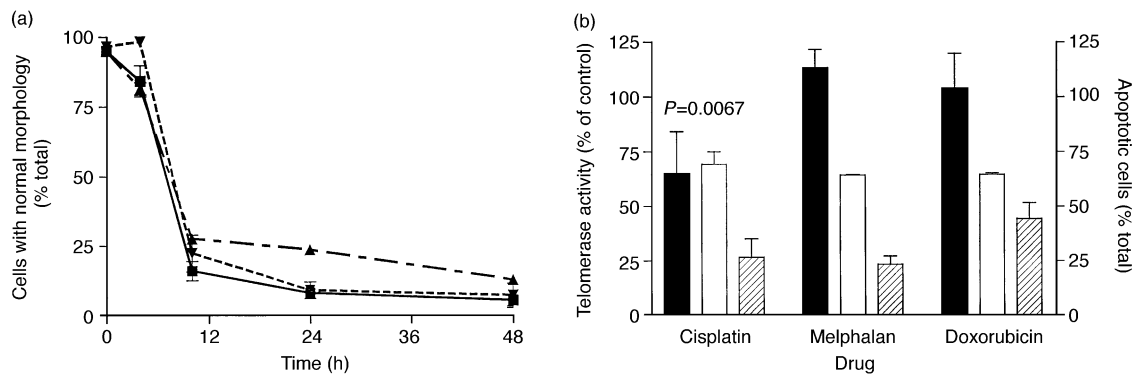 (a)
Cells with normal morphology
(% total)
100
75
50
25
0
0
12
24
36
48
Time (h)
(b)
Telomerase activity (% of control)
125
100
75
50
25
0
P=0.0067
Cisplatin
Melphalan
Doxorubicin
Drug
125
100
75
50
25
0
Apoptotic cells (% total)